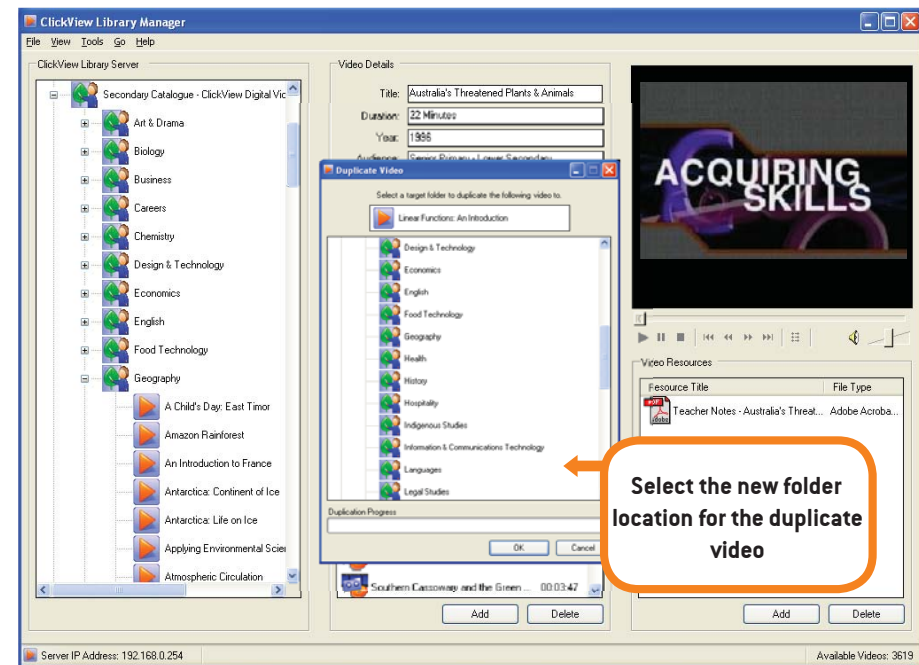 ClickView Library Manager
File View Tools Go Help
ClickView Library Server
Secondary Catalogue - ClickView Digital Vic
Art & Drama
Biology
Business
Careers
Chemistry
Design & Technology
Economics
English
Food Technology
Geography
A Child's Day: East Timor
Amazon Rainforest
An Introduction to France
Antarctica: Continent of Ice
Antarctica: Life on Ice
Applying Environmental Scien
Atmospheric Circulation
Video Details
Title: Australia's Threatened Plants & Animals
Duration: 22 Minutes
Year: 1996
Audience: Senior Primary - Lower Secondary
Duplicate Video
Select a target folder to duplicate the following video to.
Linear Functions: An Introduction
Design & Technology
Economics
English
Food Technology
Geography
Health
History
Hospitality
Indigenous Studies
Information & Communications Technology
Languages
Legal Studies
Duplication Progress
OK Cancel
Southern Cassowary and the Green ... 00:03:47
Add Delete
ACQUIRING
SKILLS
Video Resources
Resource Title File Type
Teacher Notes - Australia's Threat... Adobe Acroba...
Select the new folder
location for the duplicate
video
Add Delete
Server IP Address: 192.168.0.254
Available Videos: 3619